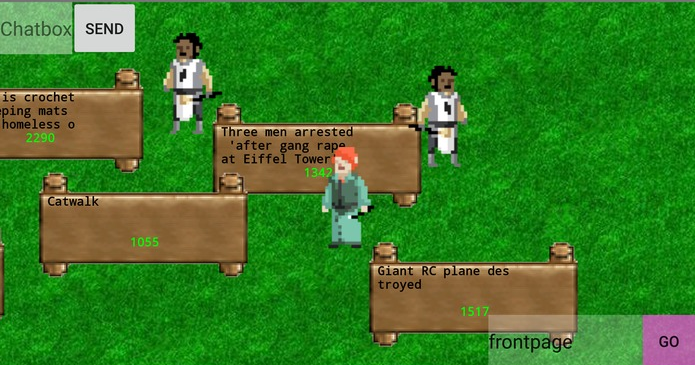 Chatbox SEND
is crochet
ping mats
homeless o
2290
Three men arrested
'after gang rape
at Eiffel Tower
1342
Catwalk
1055
Giant RC plane des
troyed
1517
frontpage GO